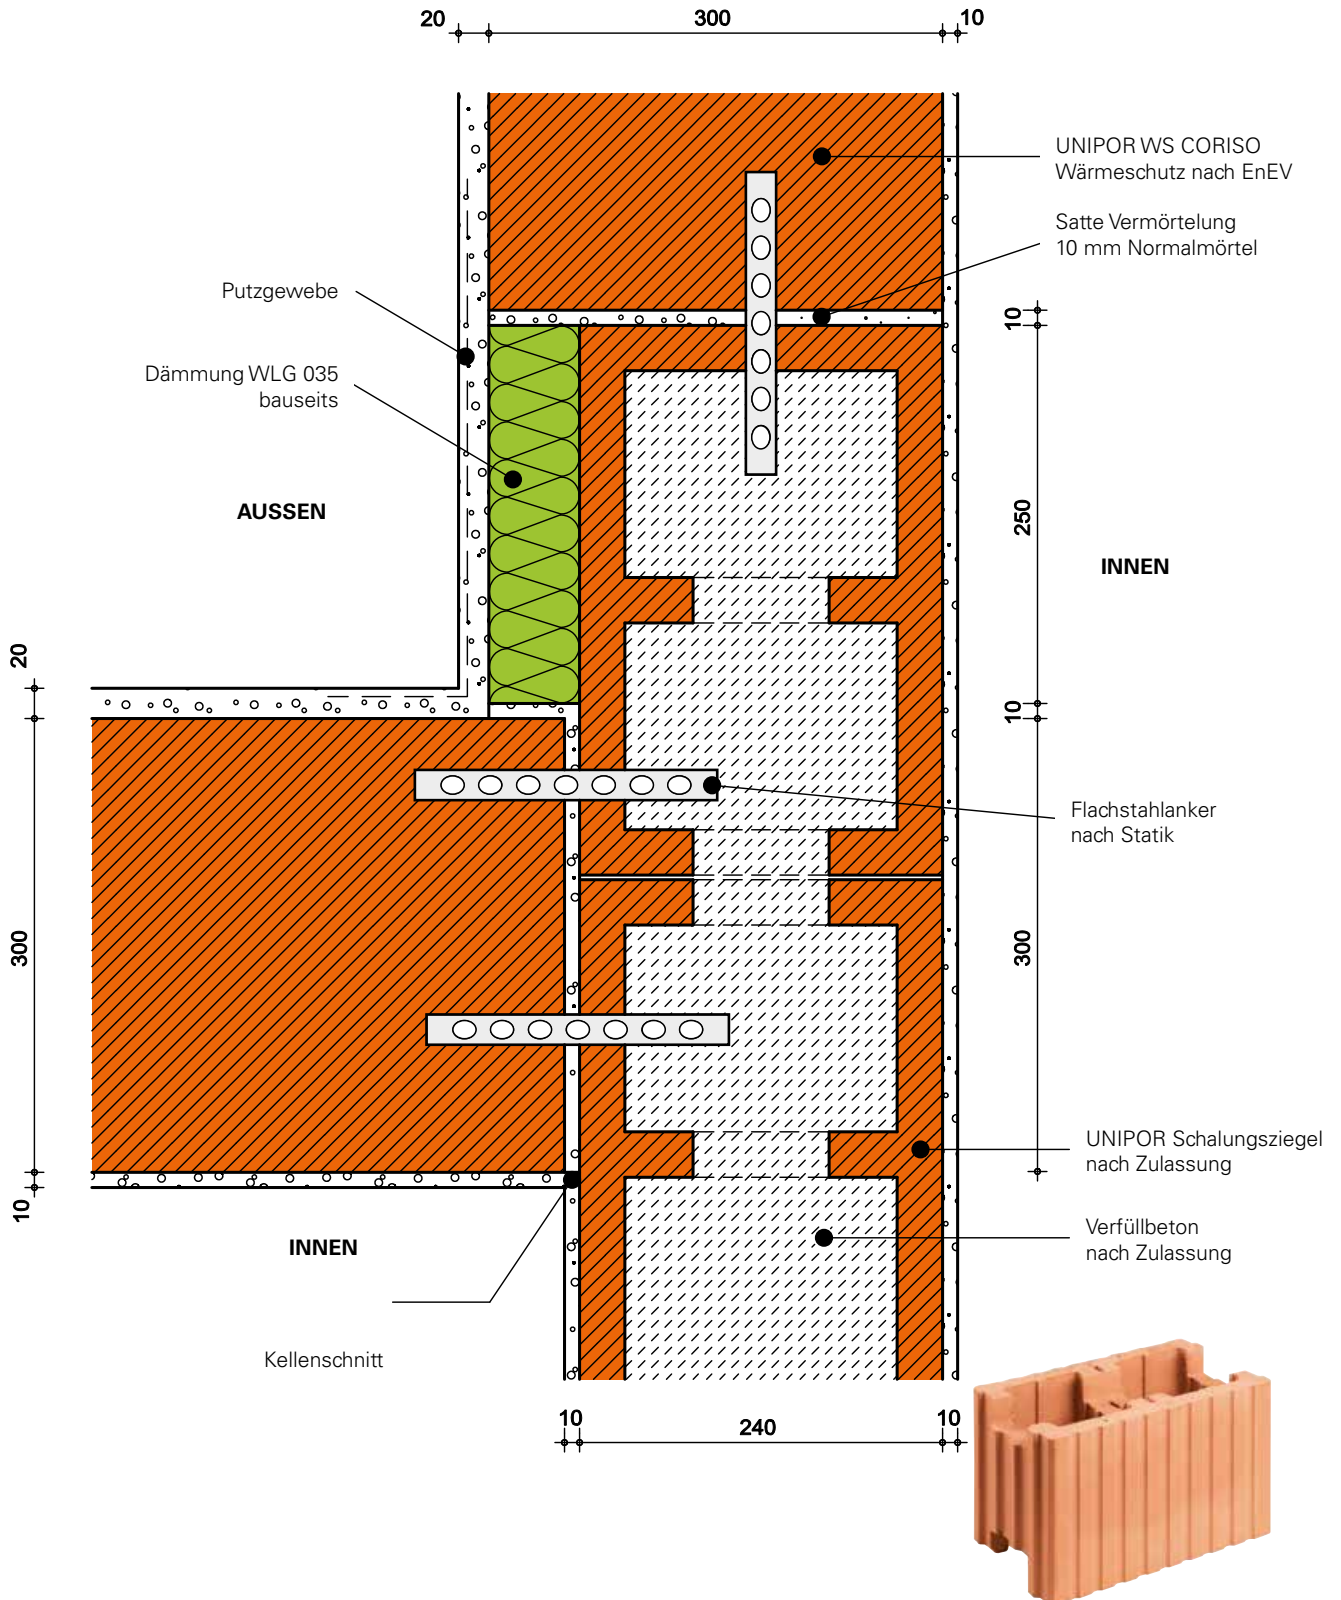 20
300
10
UNIPOR WS CORISO
Wärmeschutz nach EnEV
Satte Vermörtelung
10 mm Normalmörtel
Putzgewebe
10
Dämmung WLG 035
bauseits
AUSSEN
250
INNEN
20
10
Flachstahlanker
nach Statik
300
300
UNIPOR Schalungsziegel
nach Zulassung
10
Verfüllbeton
nach Zulassung
INNEN
Kellenschnitt
10
240
10